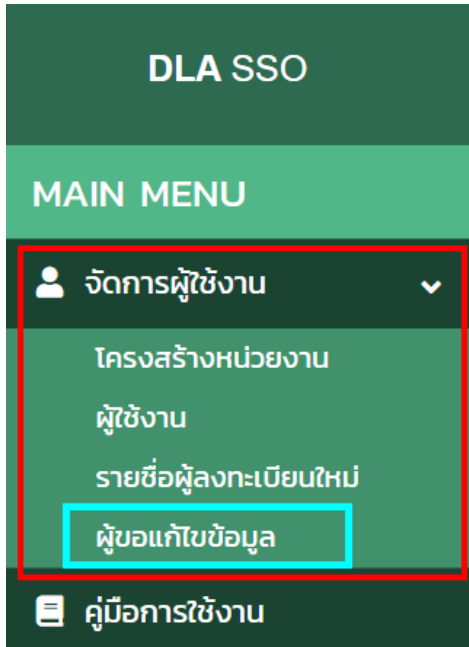 DLA SSO
MAIN MENU
จัดการผู้ใช้งาน
โครงสร้างหน่วยงาน
ผู้ใช้งาน
รายชื่อผู้ลงทะเบียนใหม่
ผู้ขอแก้ไขข้อมูล
คู่มือการใช้งาน